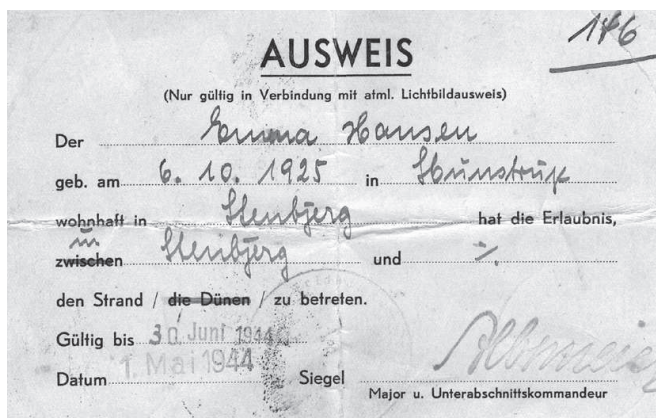 176
AUSWEIS
(Nur gültig in Verbindung mit atml. Lichtbildausweis)
Der Emma Hansen
geb. am 6. 10. 1925 in Hunstrup
wohnhaft in Stenbjerg hat die Erlaubnis,
in
zwischen Stenbjerg und ·/.
den Strand / die Dünen / zu betreten.
Gültig bis 30. Juni 1944
1. Mai 1944
Datum Siegel
Major u. Unterabschnittskommandeur